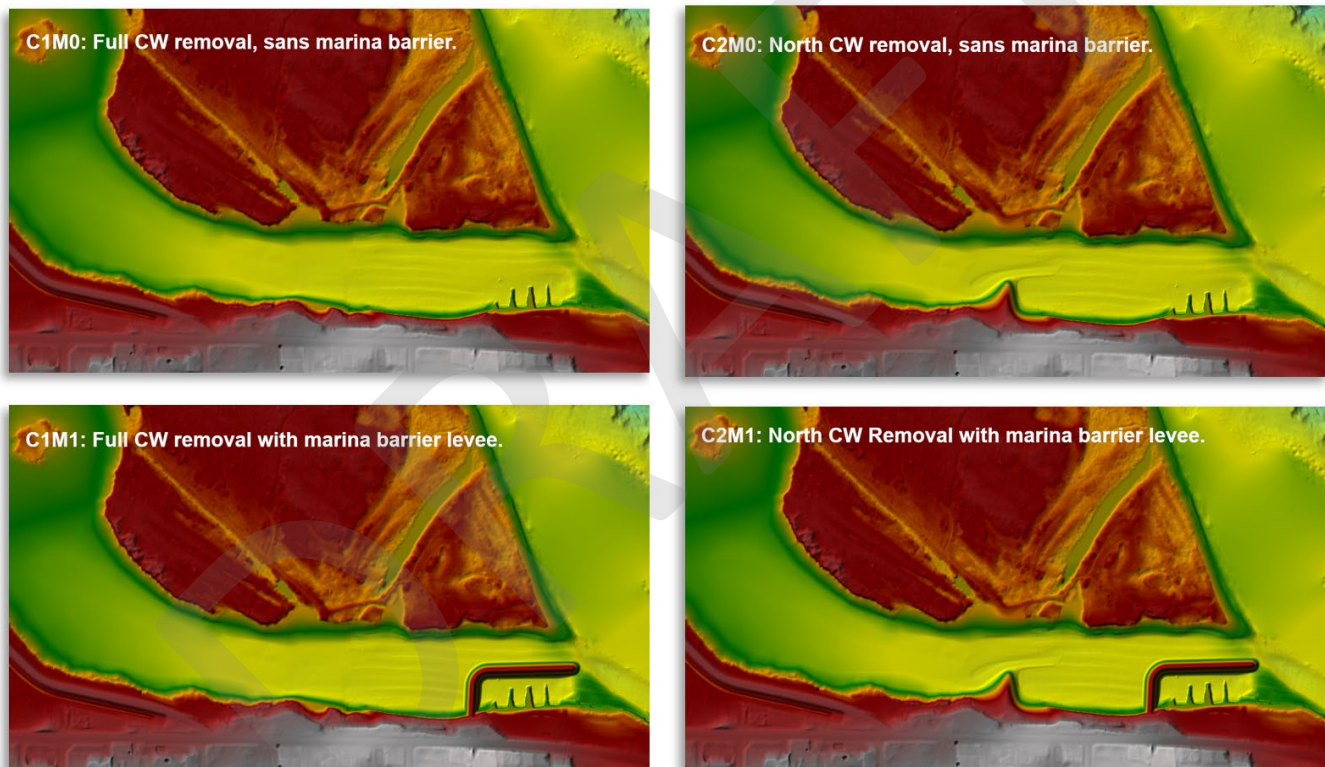 C1M0: Full CW removal, sans marina barrier.
C2M0: North CW removal, sans marina barrier.
C1M1: Full CW removal with marina barrier levee.
C2M1: North CW Removal with marina barrier levee.
DRAFT